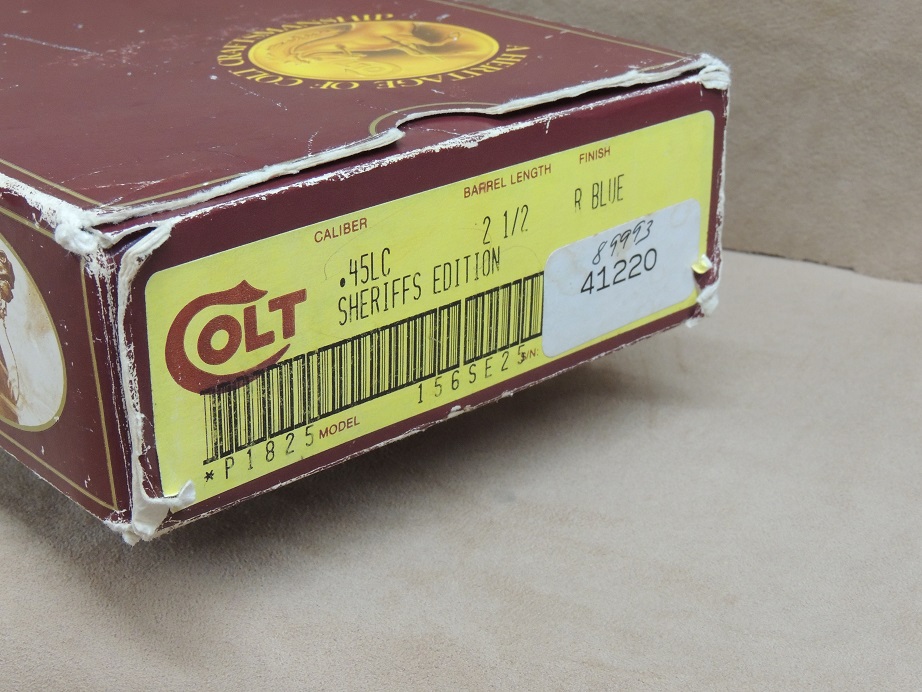 A HERITAGE OF COLT CRAFTMANSHIP
CALIBER BARREL LENGTH FINISH
.45LC 2 1/2 R BLUE
SHERIFFS EDITION
COLT
89993
41220
156SE25 S/N:
*P1825 MODEL